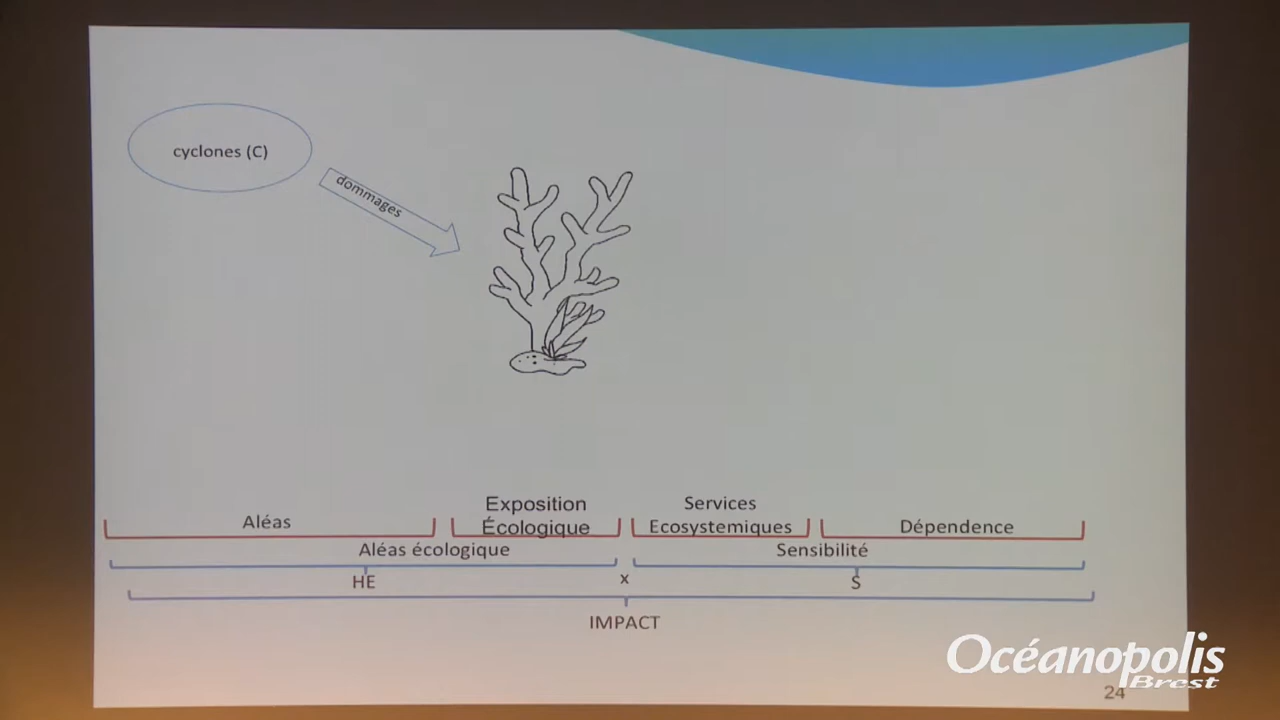 cyclones (C)
dommages
Exposition
Écologique
Services
Ecosystemiques
Aléas
Dépendence
Aléas écologique
Sensibilité
HE
x
S
IMPACT
Océanopolis
Brest
24